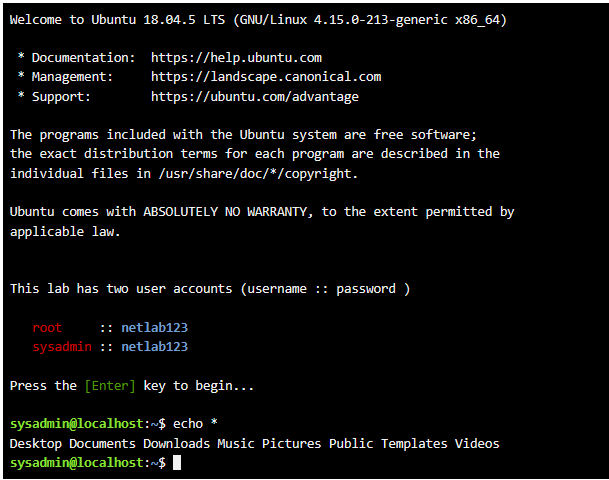 Welcome to Ubuntu 18.04.5 LTS (GNU/Linux 4.15.0-213-generic x86_64)
* Documentation:  https://help.ubuntu.com
* Management:     https://landscape.canonical.com
* Support:        https://ubuntu.com/advantage
The programs included with the Ubuntu system are free software;
the exact distribution terms for each program are described in the
individual files in /usr/share/doc/*/copyright.
Ubuntu comes with ABSOLUTELY NO WARRANTY, to the extent permitted by
applicable law.
This lab has two user accounts (username :: password )
root     :: netlab123
sysadmin :: netlab123
Press the [Enter] key to begin...
sysadmin@localhost:~$ echo *
Desktop Documents Downloads Music Pictures Public Templates Videos
sysadmin@localhost:~$